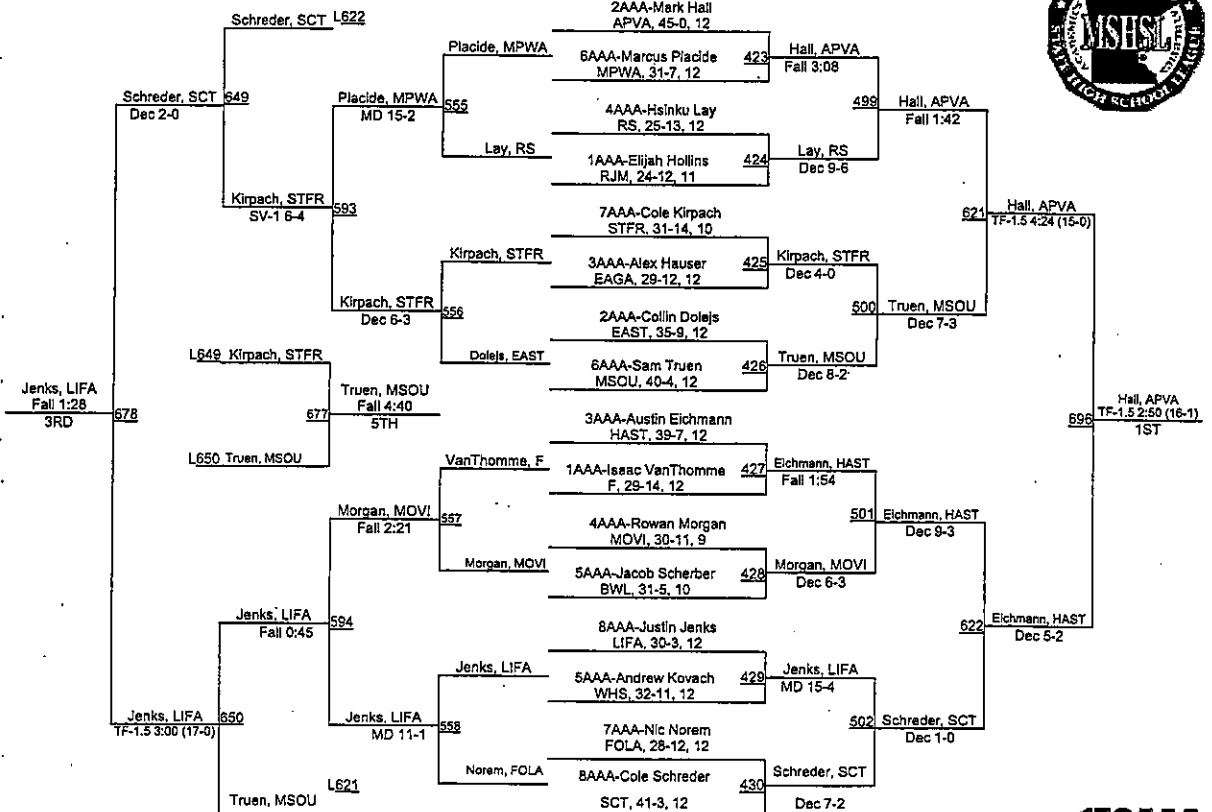 2AAA-Mark Hall
APVA, 45-0, 12
6AAA-Marcus Placide
MPWA, 31-7, 12
4AAA-Hsinku Lay
RS, 25-13, 12
1AAA-Elijah Hollins
RJM, 24-12, 11
7AAA-Cole Kirpach
STFR, 31-14, 10
3AAA-Alex Hauser
EAGA, 29-12, 12
2AAA-Collin Dolejs
EAST, 35-9, 12
6AAA-Sam Truen
MSOU, 40-4, 12
3AAA-Austin Eichmann
HAST, 39-7, 12
1AAA-Isaac VanThomme
F, 29-14, 12
4AAA-Rowan Morgan
MOVI, 30-11, 9
5AAA-Jacob Scherber
BWL, 31-5, 10
8AAA-Justin Jenks
LIFA, 30-3, 12
5AAA-Andrew Kovach
WHS, 32-11, 12
7AAA-Nic Norem
FOLA, 28-12, 12
8AAA-Cole Schreder
SCT, 41-3, 12
423
Hall, APVA
Fall 3:08
424
Lay, RS
Dec 9-6
425
Kirpach, STFR
Dec 4-0
426
Truen, MSOU
Dec 8-2
427
Eichmann, HAST
Fall 1:54
428
Morgan, MOVI
Dec 6-3
429
Jenks, LIFA
MD 15-4
430
Schreder, SCT
Dec 7-2
499
Hall, APVA
Fall 1:42
500
Truen, MSOU
Dec 7-3
501
Eichmann, HAST
Dec 9-3
502
Schreder, SCT
Dec 1-0
621
Hall, APVA
TF-1.5 4:24 (15-0)
622
Eichmann, HAST
Dec 5-2
696
Hall, APVA
TF-1.5 2:50 (16-1)
1ST
Placide, MPWA
Lay, RS
Kirpach, STFR
Dolejs, EAST
VanThomme, F
Morgan, MOVI
Jenks, LIFA
Norem, FOLA
555
Placide, MPWA
MD 15-2
556
Kirpach, STFR
Dec 6-3
557
Morgan, MOVI
Fall 2:21
558
Jenks, LIFA
MD 11-1
593
Kirpach, STFR
SV-1 6-4
594
Jenks, LIFA
Fall 0:45
Schreder, SCT L622
Truen, MSOU L621
649
Schreder, SCT
Dec 2-0
650
Jenks, LIFA
TF-1.5 3:00 (17-0)
678
Jenks, LIFA
Fall 1:28
3RD
L649 Kirpach, STFR
L650 Truen, MSOU
677
Truen, MSOU
Fall 4:40
5TH
MSHSL
STATE HIGH SCHOOL LEAGUE